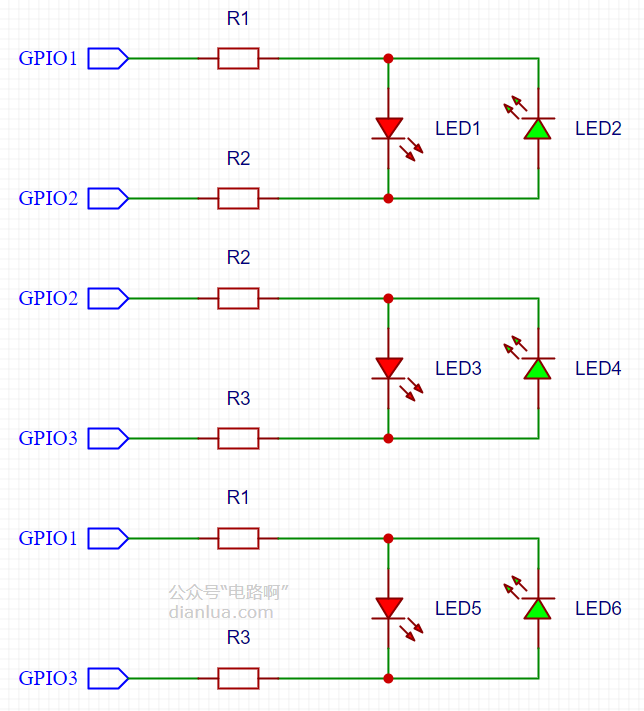 R1
GPIO1
LED1 LED2
R2
GPIO2
R2
GPIO2
LED3 LED4
R3
GPIO3
R1
GPIO1
公众号“电路啊”
dianlua.com
LED5 LED6
R3
GPIO3